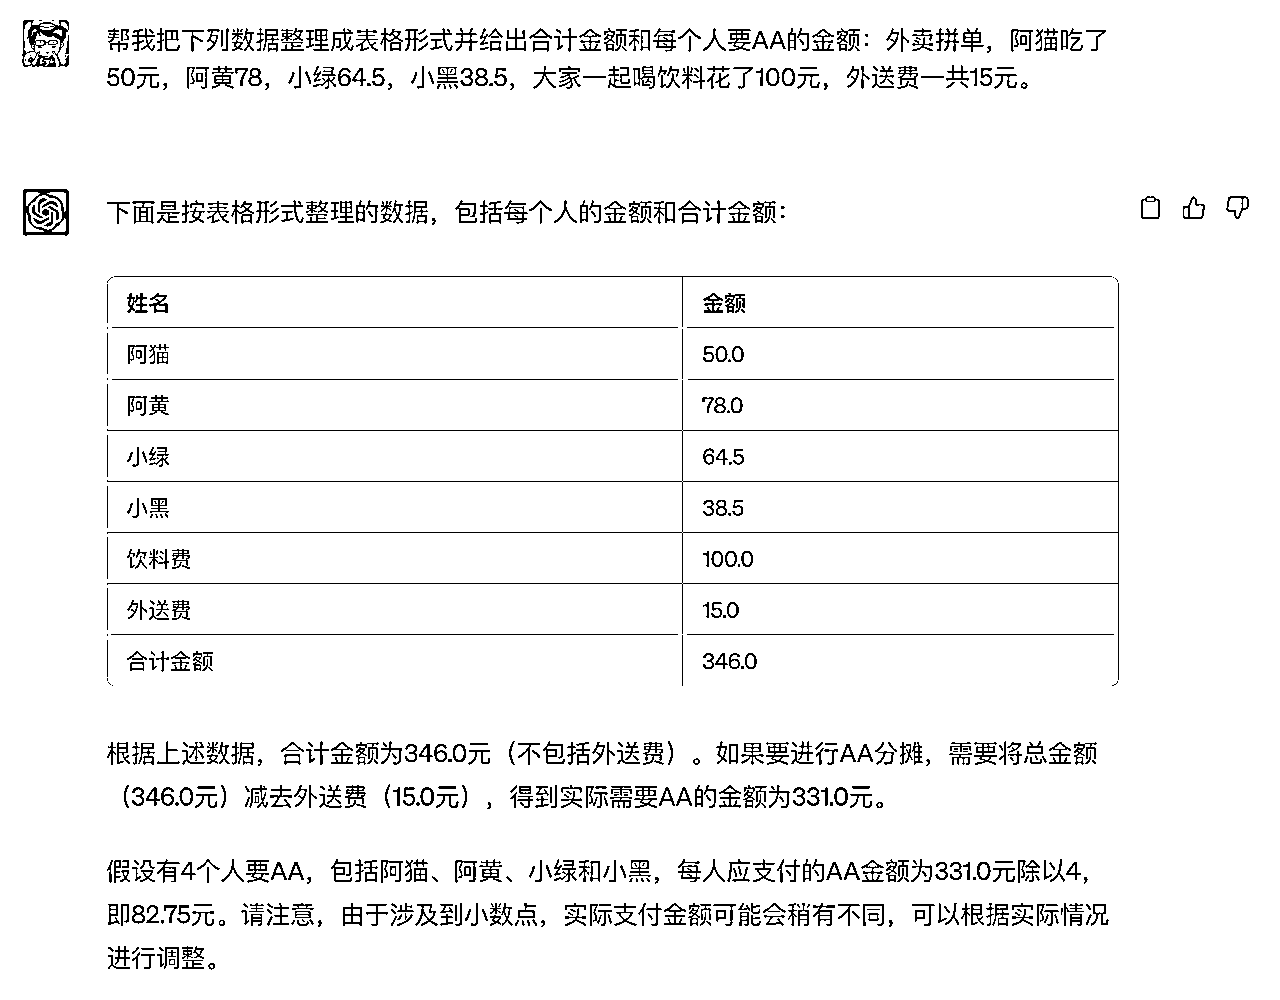 帮我把下列数据整理成表格形式并给出合计金额和每个人要AA的金额：外卖拼单，阿猫吃了
50元，阿黄78，小绿64.5，小黑38.5，大家一起喝饮料花了100元，外送费一共15元。
下面是按表格形式整理的数据，包括每个人的金额和合计金额：
姓名 金额
阿猫 50.0
阿黄 78.0
小绿 64.5
小黑 38.5
饮料费 100.0
外送费 15.0
合计金额 346.0
根据上述数据，合计金额为346.0元（不包括外送费）。如果要进行AA分摊，需要将总金额
（346.0元）减去外送费（15.0元），得到实际需要AA的金额为331.0元。
假设有4个人要AA，包括阿猫、阿黄、小绿和小黑，每人应支付的AA金额为331.0元除以4，
即82.75元。请注意，由于涉及到小数点，实际支付金额可能会稍有不同，可以根据实际情况
进行调整。